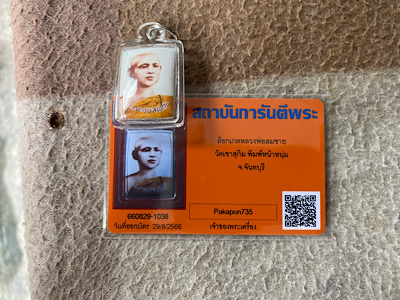 สถาบันการันตีพระ
ล็อกเกตหลวงพ่อสมชาย
วัดเขาสุกิม พิมพ์หน้าหนุ่ม
จ.จันทบุรี
660829-1038
วันที่ออกบัตร 29/8/2566
Pakapon735
เจ้าของพระเครื่อง